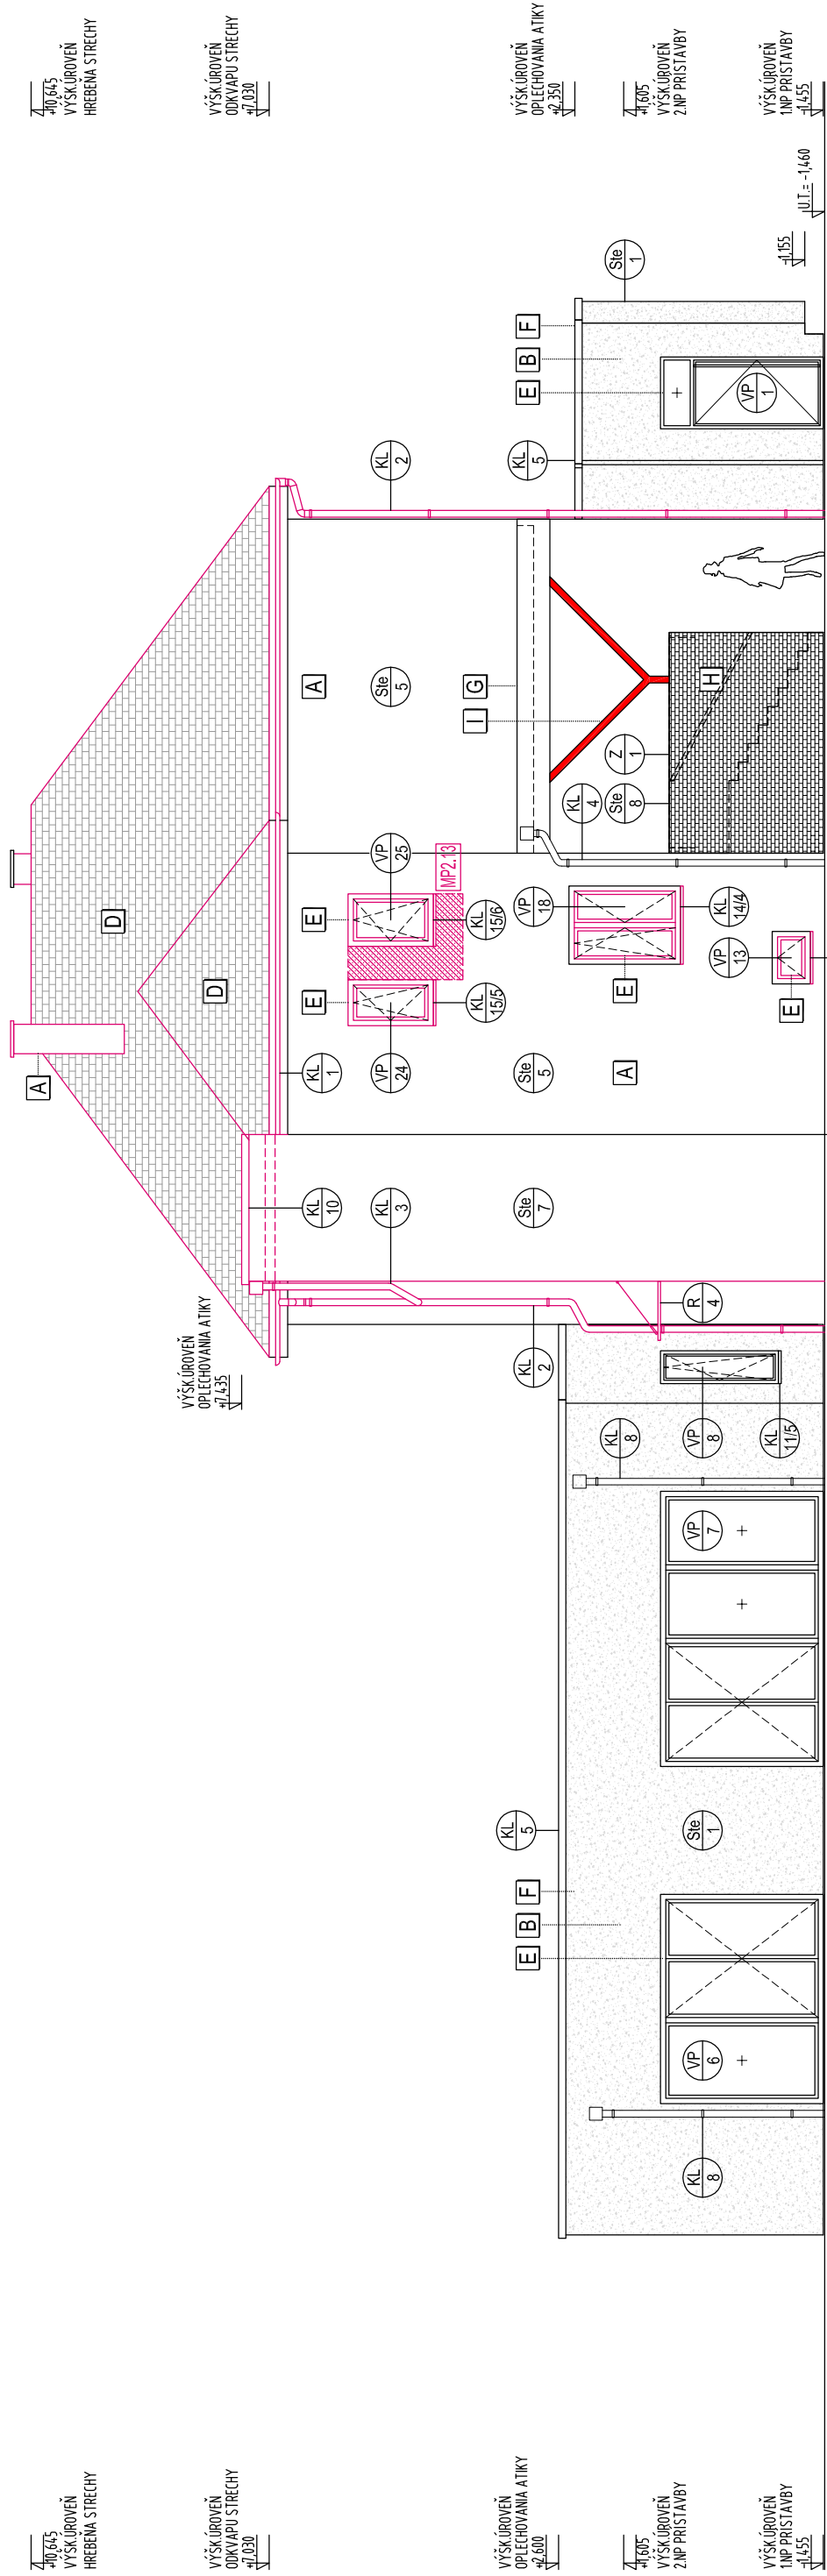 +10,645
VÝŠK.ÚROVEŇ
HREBEŇA STRECHY
VÝŠK.ÚROVEŇ
ODKVAPU STRECHY
+7,030
VÝŠK.ÚROVEŇ
OPLECHOVANIA ATIKY
+2,600
+1,605
VÝŠK.ÚROVEŇ
2.NP PRÍSTAVBY
VÝŠK.ÚROVEŇ
1.NP PRÍSTAVBY
-1,455
KL
8
VP
6
E
B
F
KL
5
Ste
1
VP
7
KL
8
VP
8
KL
11/5
KL
2
R
4
VÝŠK.ÚROVEŇ
OPLECHOVANIA ATIKY
+7,435
KL
10
KL
3
Ste
7
A
D
D
KL
1
VP
24
Ste
5
A
E
E
KL
15/5
KL
15/6
VP
25
MP2.13
VP
18
E
KL
14/4
VP
13
E
A
Ste
5
G
I
KL
4
Ste
8
Z
1
H
KL
2
KL
5
E
B
F
VP
1
Ste
1
-1,155
U.T.= -1,460
+10,645
VÝŠK.ÚROVEŇ
HREBEŇA STRECHY
VÝŠK.ÚROVEŇ
ODKVAPU STRECHY
+7,030
VÝŠK.ÚROVEŇ
OPLECHOVANIA ATIKY
+2,350
+1,605
VÝŠK.ÚROVEŇ
2.NP PRÍSTAVBY
VÝŠK.ÚROVEŇ
1.NP PRÍSTAVBY
-1,455